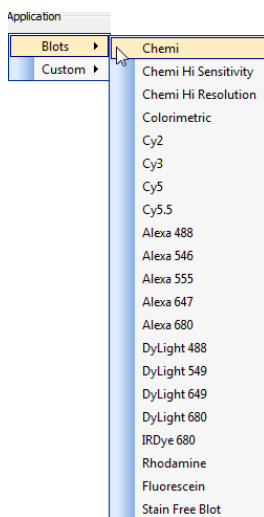 Application
Blots
Custom
Chemi
Chemi Hi Sensitivity
Chemi Hi Resolution
Colorimetric
Cy2
Cy3
Cy5
Cy5.5
Alexa 488
Alexa 546
Alexa 555
Alexa 647
Alexa 680
DyLight 488
DyLight 549
DyLight 649
DyLight 680
IRDye 680
Rhodamine
Fluorescein
Stain Free Blot